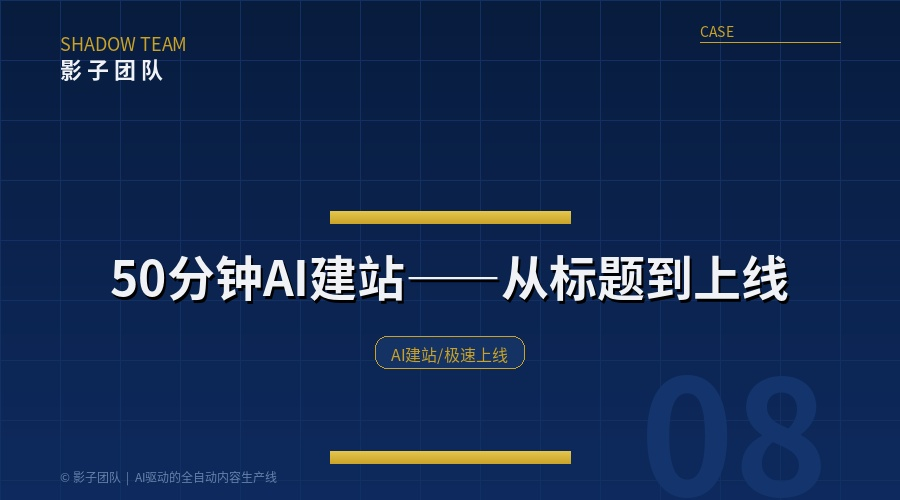 SHADOW TEAM
影子团队
CASE
50分钟AI建站——从标题到上线
AI建站/极速上线
08
© 影子团队 | AI驱动的全自动内容生产线